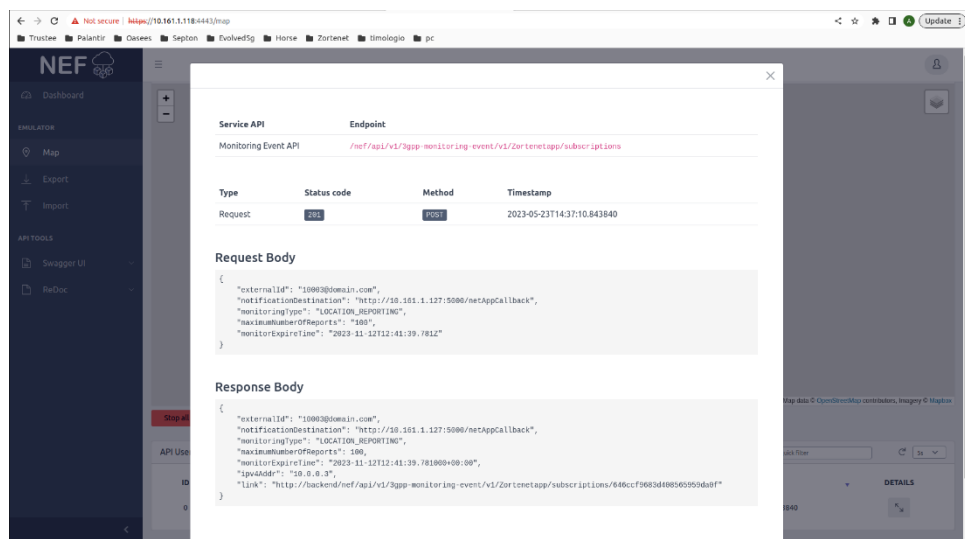 Not secure | https://10.161.1.118:4443/map
Update
Trustee Palantir Oasees Septon Evolved5g Horse Zortenet timologio pc
NEF
Dashboard
EMULATOR
Map
Export
Import
API TOOLS
Swagger UI
ReDoc
+
−
Service API Endpoint
Monitoring Event API /nef/api/v1/3gpp-monitoring-event/v1/Zortenetapp/subscriptions
Type Status code Method Timestamp
Request 201 POST 2023-05-23T14:37:10.843840
Request Body
{
"externalId": "10003@domain.com",
"notificationDestination": "http://10.161.1.127:5000/netAppCallback",
"monitoringType": "LOCATION_REPORTING",
"maximumNumberOfReports": "100",
"monitorExpireTime": "2023-11-12T12:41:39.781Z"
}
Response Body
{
"externalId": "10003@domain.com",
"notificationDestination": "http://10.161.1.127:5000/netAppCallback",
"monitoringType": "LOCATION_REPORTING",
"maximumNumberOfReports": 100,
"monitorExpireTime": "2023-11-12T12:41:39.781000+00:00",
"ipv4Addr": "10.0.0.3",
"link": "http://backend/nef/api/v1/3gpp-monitoring-event/v1/Zortenetapp/subscriptions/646ccf9683d408565959da0f"
}
Map data © OpenStreetMap contributors, Imagery © Mapbox
Stop all
API Use
filter
3s
ID
DETAILS
0
3840